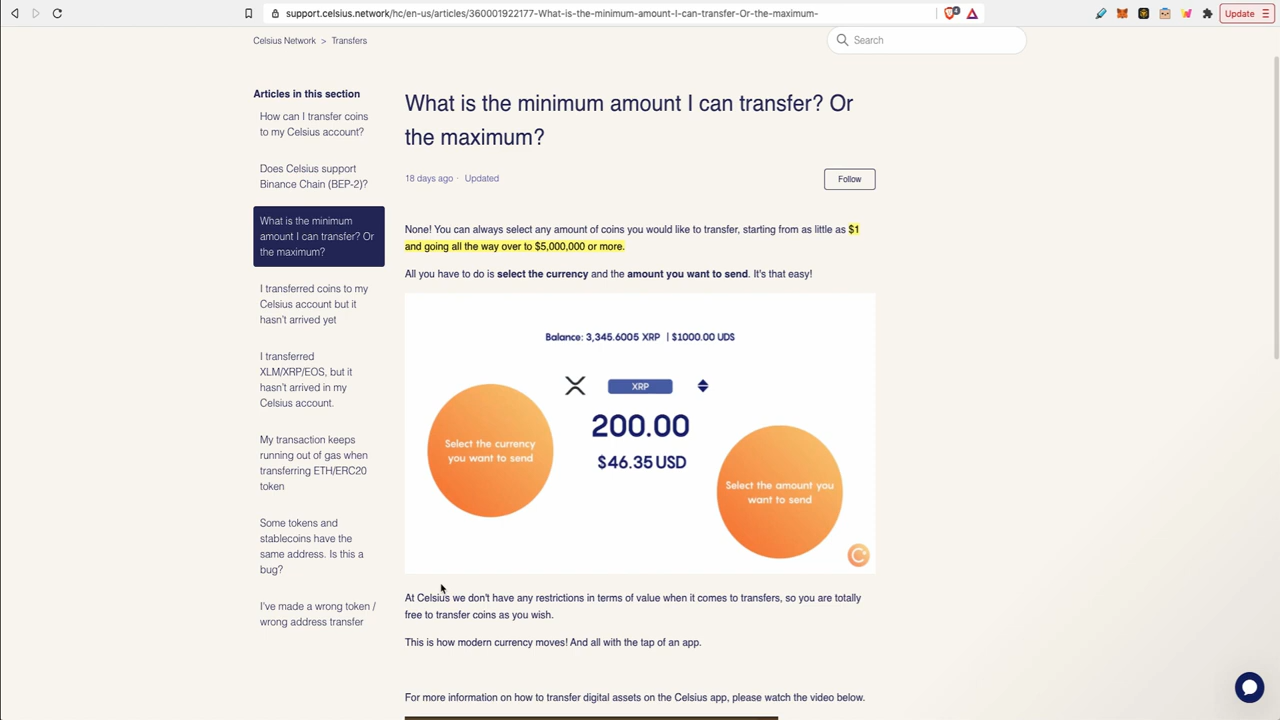 support.celsius.network/hc/en-us/articles/360001922177-What-is-the-minimum-amount-I-can-transfer-Or-the-maximum-
4
Update
Celsius Network > Transfers
Search
Articles in this section
How can I transfer coins
to my Celsius account?
Does Celsius support
Binance Chain (BEP-2)?
What is the minimum
amount I can transfer? Or
the maximum?
I transferred coins to my
Celsius account but it
hasn't arrived yet
I transferred
XLM/XRP/EOS, but it
hasn't arrived in my
Celsius account.
My transaction keeps
running out of gas when
transferring ETH/ERC20
token
Some tokens and
stablecoins have the
same address. Is this a
bug?
I've made a wrong token /
wrong address transfer
What is the minimum amount I can transfer? Or
the maximum?
18 days ago · Updated
Follow
None! You can always select any amount of coins you would like to transfer, starting from as little as $1
and going all the way over to $5,000,000 or more.
All you have to do is select the currency and the amount you want to send. It's that easy!
Balance: 3,345.6005 XRP | $1000.00 UDS
XRP
200.00
$46.35 USD
Select the currency
you want to send
Select the amount you
want to send
At Celsius we don't have any restrictions in terms of value when it comes to transfers, so you are totally
free to transfer coins as you wish.
This is how modern currency moves! And all with the tap of an app.
For more information on how to transfer digital assets on the Celsius app, please watch the video below.